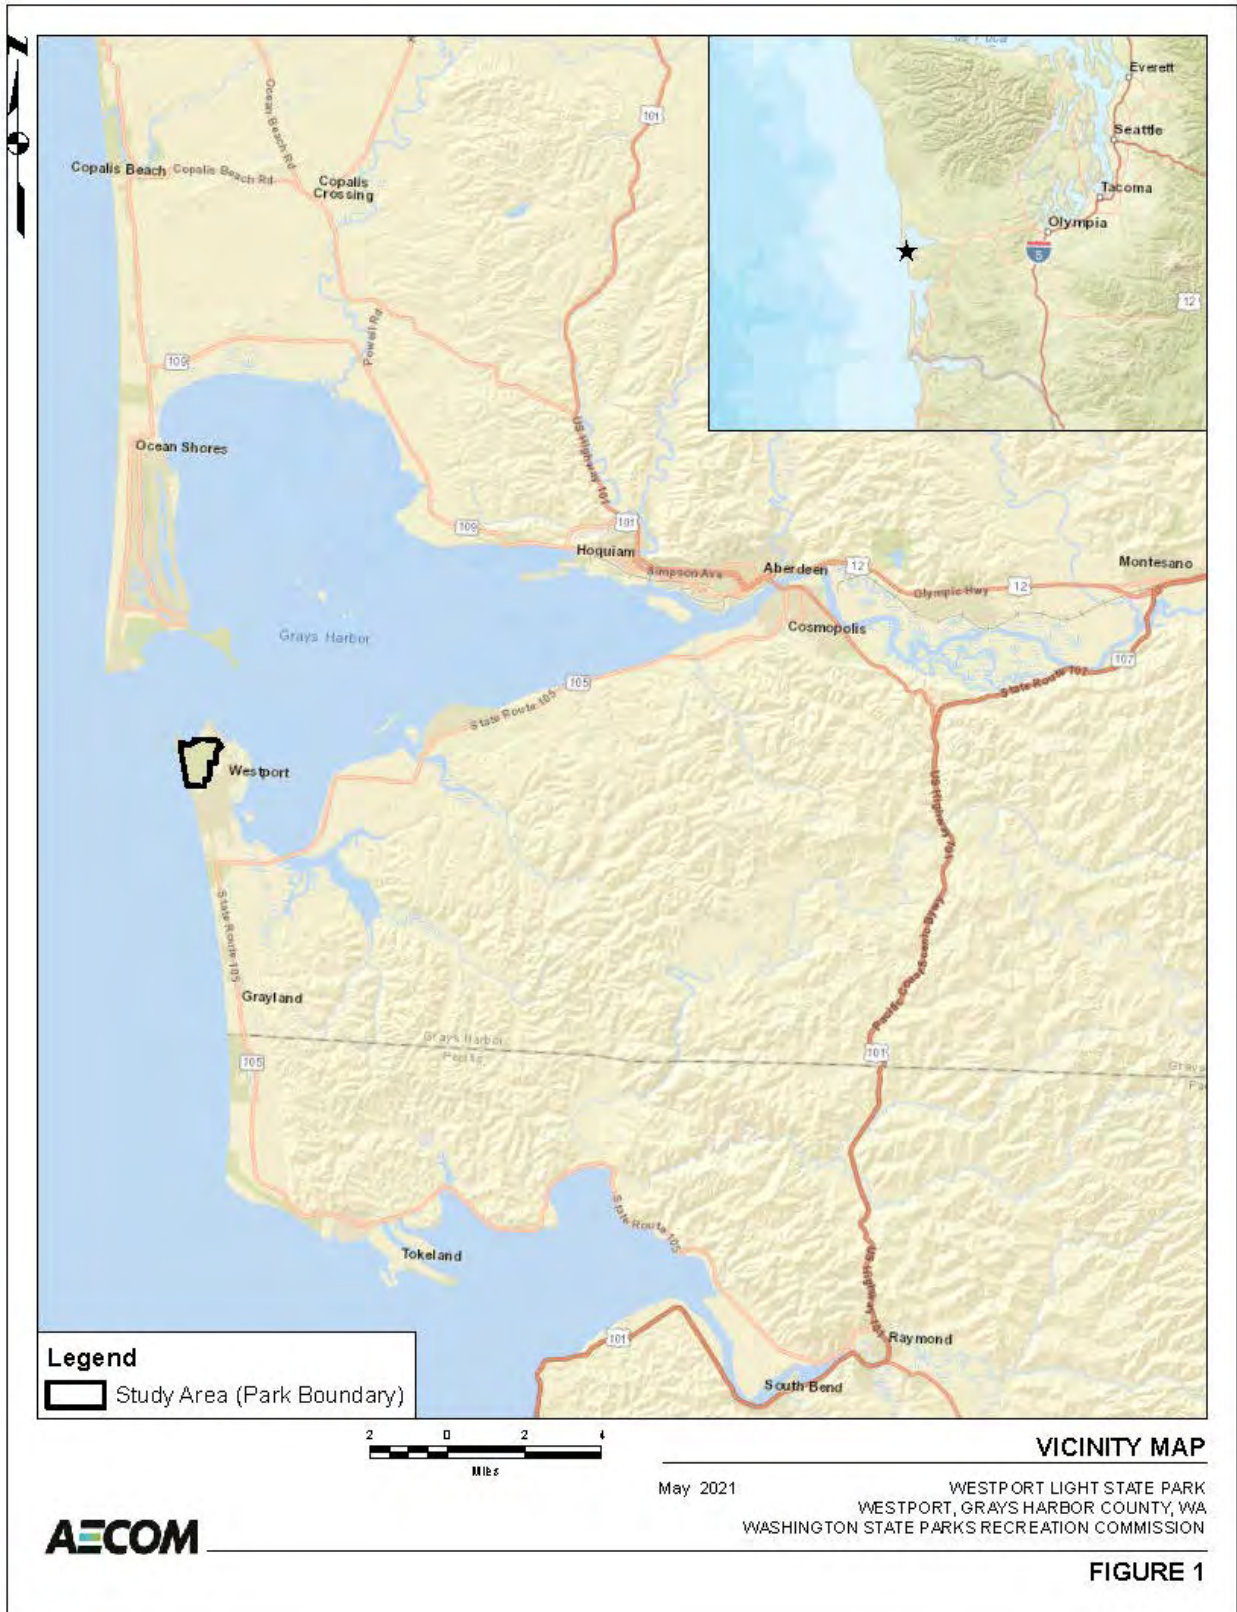 Everett
Seattle
Tacoma
Olympia
5
12
101
Ocean Beach Rd
Copalis Beach
Copalis Beach Rd
Copalis
Crossing
Powell Rd
109
Ocean Shores
US Highway 101
109
101
Hoquiam
Simpson Ave
Aberdeen
12
Olympic Hwy
12
Montesano
Cosmopolis
Grays Harbor
107
State Route 107
105
State Route 105
Westport
US Highway 101
State Route 105
Pacific Coast Scenic Byway
Grayland
Grays Harbor
Pacific
101
105
Grays
Pa
State Route 105
Tokeland
US Highway 101
101
Raymond
South Bend
Legend
Study Area (Park Boundary)
2 0 2 4
Miles
VICINITY MAP
May 2021
WESTPORT LIGHT STATE PARK
WESTPORT, GRAYS HARBOR COUNTY, WA
WASHINGTON STATE PARKS RECREATION COMMISSION
AECOM
FIGURE 1